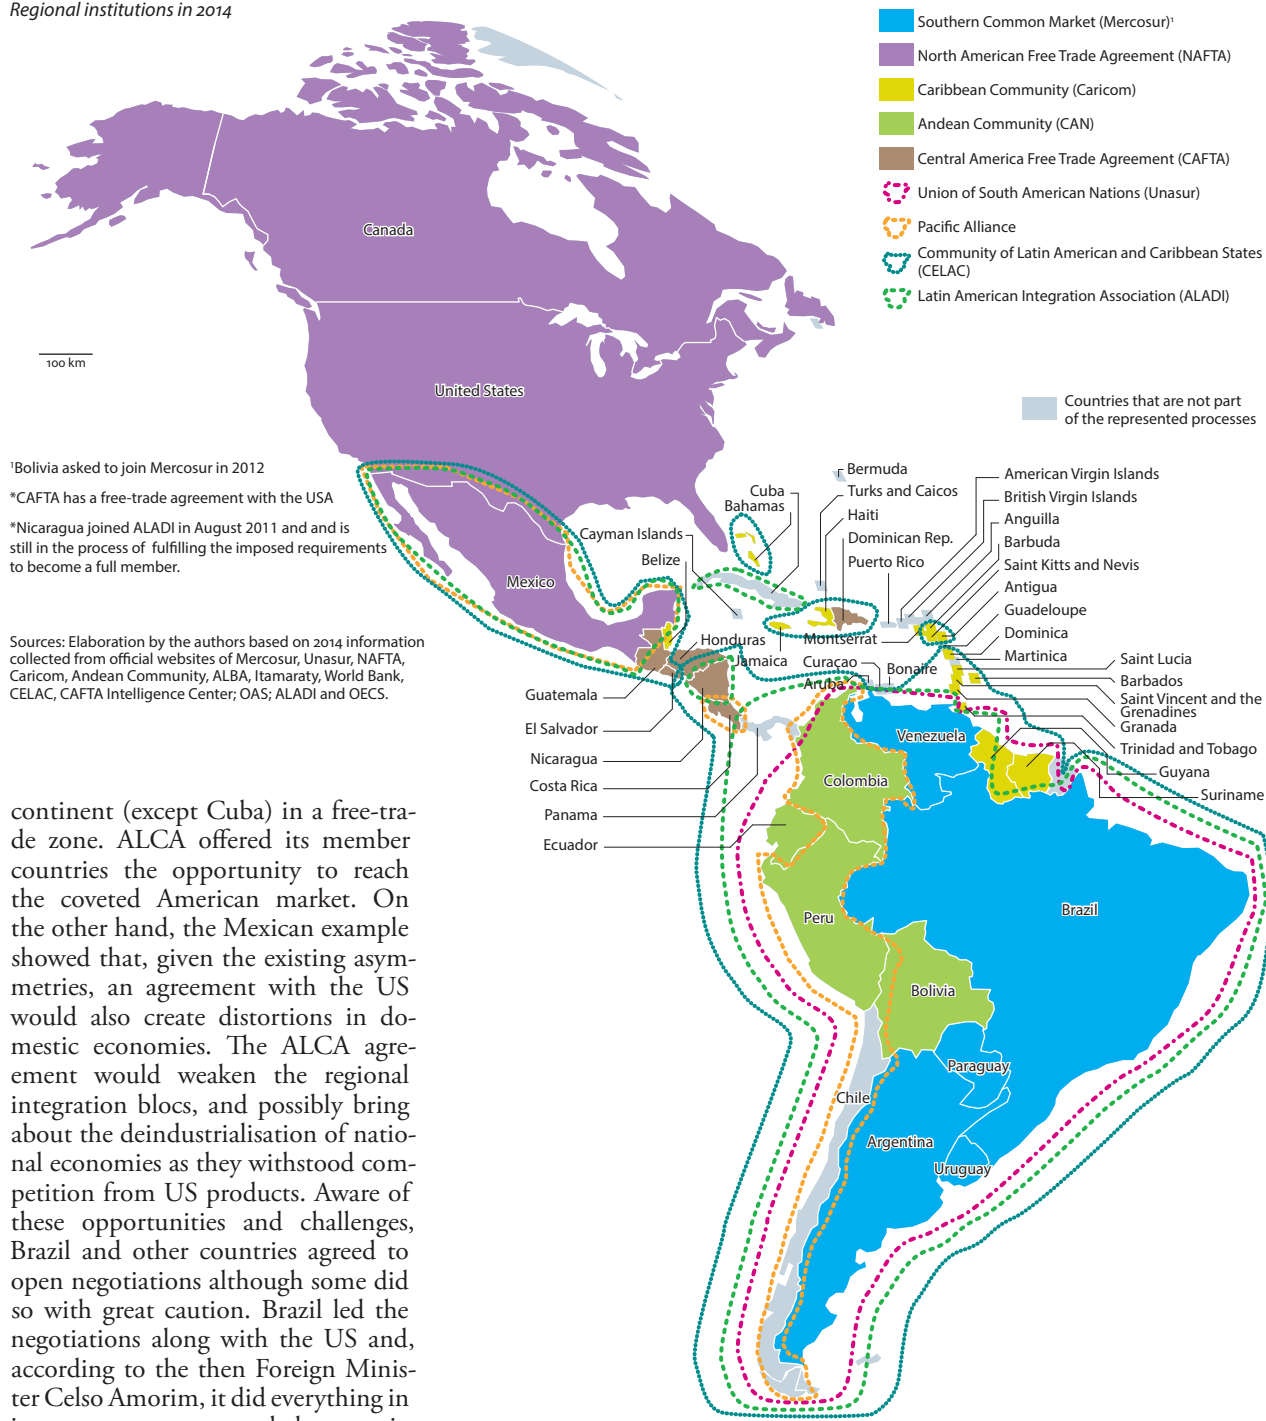 Regional institutions in 2014
Southern Common Market (Mercosur)¹
North American Free Trade Agreement (NAFTA)
Caribbean Community (Caricom)
Andean Community (CAN)
Central America Free Trade Agreement (CAFTA)
Union of South American Nations (Unasur)
Pacific Alliance
Community of Latin American and Caribbean States
(CELAC)
Latin American Integration Association (ALADI)
Countries that are not part
of the represented processes
100 km
Canada
United States
Mexico
¹Bolivia asked to join Mercosur in 2012
*CAFTA has a free-trade agreement with the USA
*Nicaragua joined ALADI in August 2011 and and is
still in the process of fulfilling the imposed requirements
to become a full member.
Sources: Elaboration by the authors based on 2014 information
collected from official websites of Mercosur, Unasur, NAFTA,
Caricom, Andean Community, ALBA, Itamaraty, World Bank,
CELAC, CAFTA Intelligence Center; OAS; ALADI and OECS.
Bermuda
Cuba
Turks and Caicos
Bahamas
Haiti
Cayman Islands
Dominican Rep.
Belize
Puerto Rico
American Virgin Islands
British Virgin Islands
Anguilla
Barbuda
Saint Kitts and Nevis
Antigua
Guadeloupe
Dominica
Martinica
Saint Lucia
Barbados
Saint Vincent and the
Grenadines
Granada
Trinidad and Tobago
Guyana
Suriname
Honduras
Montserrat
Jamaica
Curaçao
Bonaire
Aruba
Guatemala
El Salvador
Nicaragua
Costa Rica
Panama
Ecuador
Venezuela
Colombia
Peru
Brazil
Bolivia
Paraguay
Chile
Argentina
Uruguay
continent (except Cuba) in a free-tra-
de zone. ALCA offered its member
countries the opportunity to reach
the coveted American market. On
the other hand, the Mexican example
showed that, given the existing asym-
metries, an agreement with the US
would also create distortions in do-
mestic economies. The ALCA agre-
ement would weaken the regional
integration blocs, and possibly bring
about the deindustrialisation of natio-
nal economies as they withstood com-
petition from US products. Aware of
these opportunities and challenges,
Brazil and other countries agreed to
open negotiations although some did
so with great caution. Brazil led the
negotiations along with the US and,
according to the then Foreign Minis-
ter Celso Amorim, it did everything in